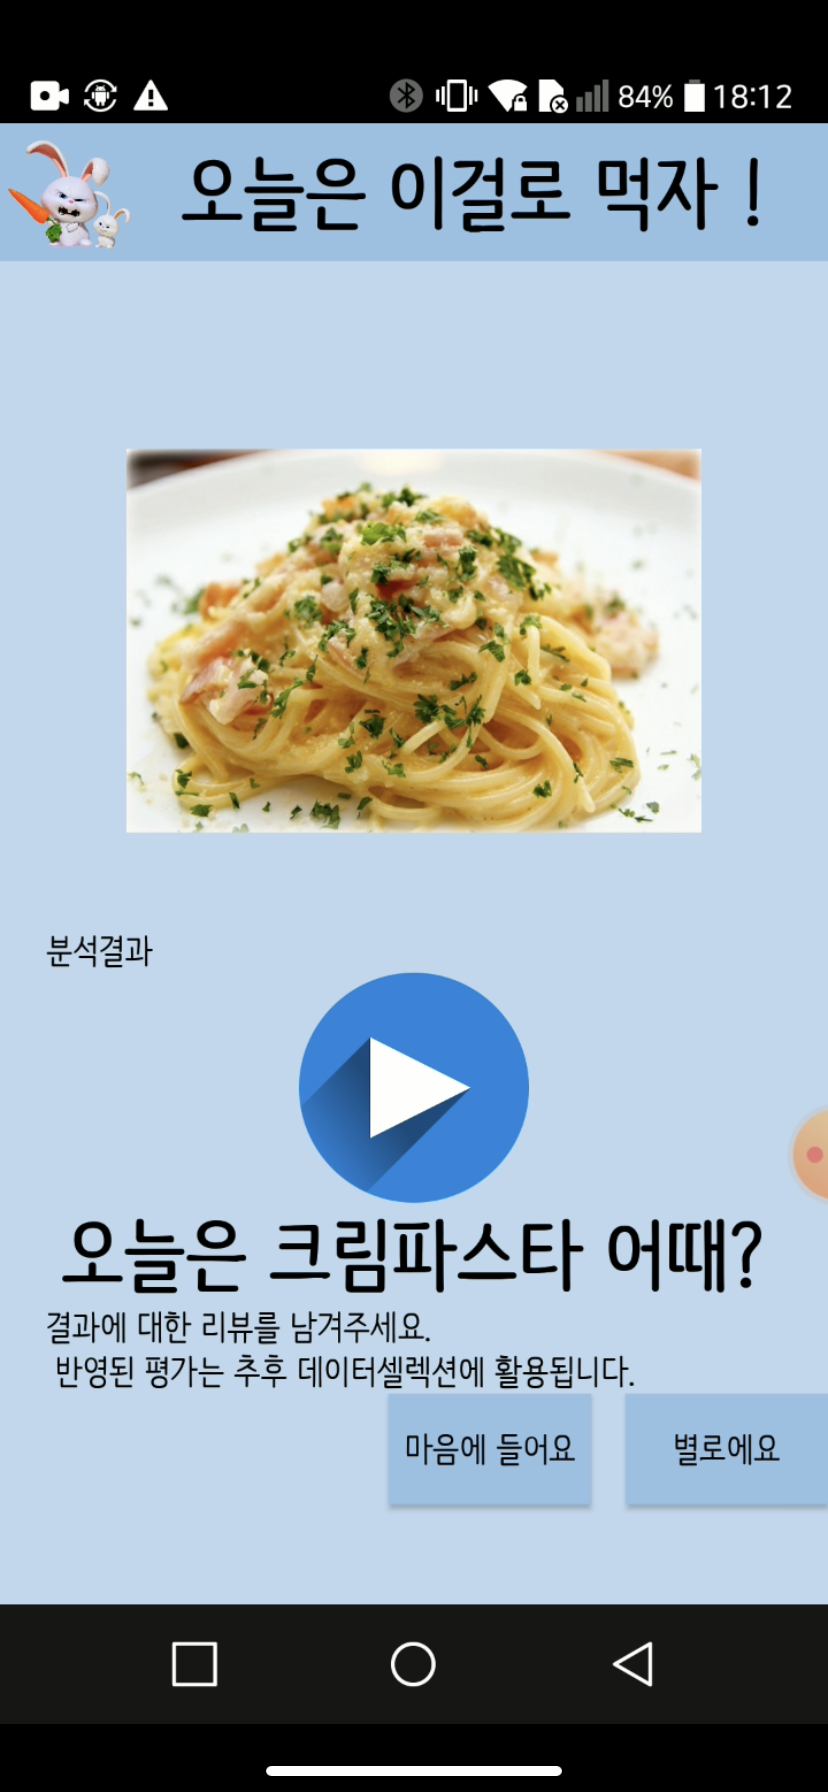 84% 18:12
오늘은 이걸로 먹자 !
분석결과
오늘은 크림파스타 어때?
결과에 대한 리뷰를 남겨주세요.
반영된 평가는 추후 데이터셀렉션에 활용됩니다.
마음에 들어요 별로에요